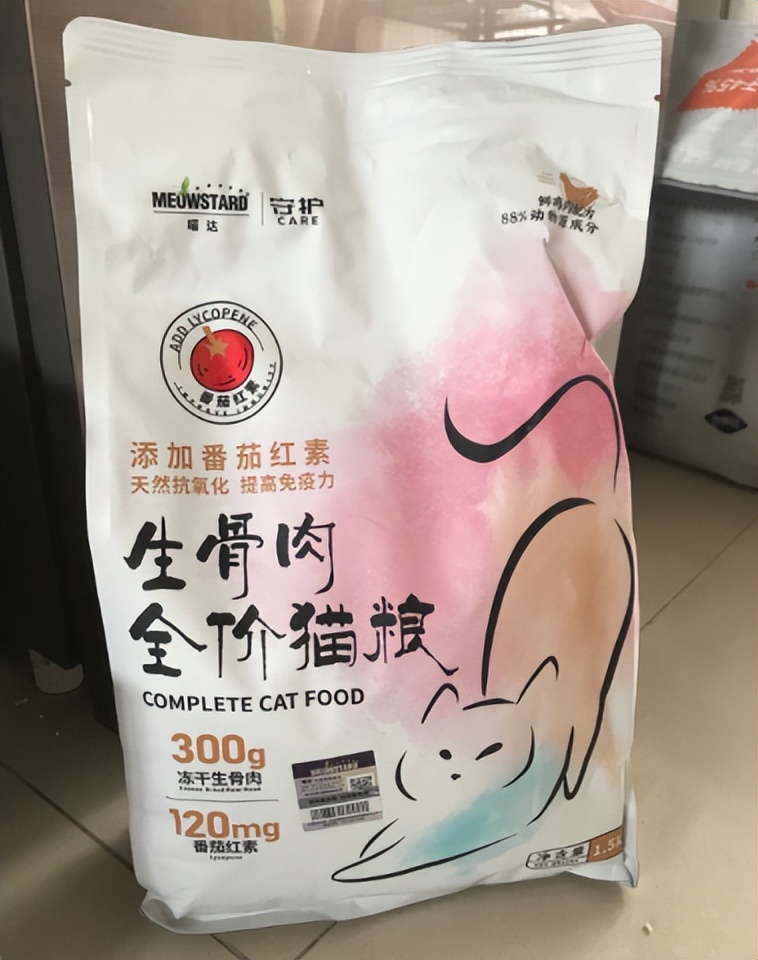 MEOWSTARD
喵达
守护
CARE
88%动物源成分
ADD LYCOPENE
番茄红素
添加番茄红素
天然抗氧化 提高免疫力
生骨肉
全价猫粮
COMPLETE CAT FOOD
300g
冻干生骨肉
120mg
番茄红素
Lycopene
净含量
1.5